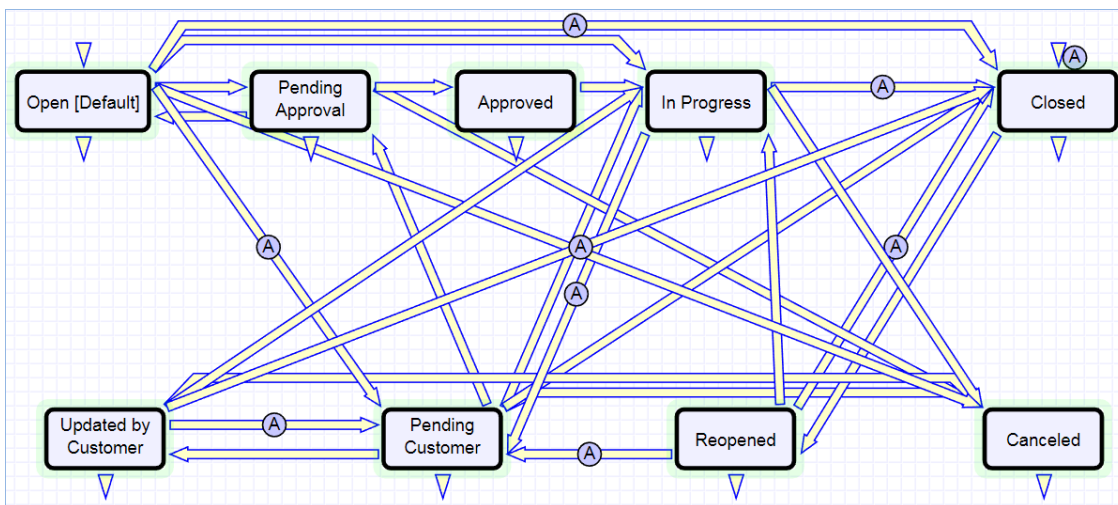 A
A
Open [Default]
Pending
Approval
Approved
In Progress
A
Closed
A
A
A
A
Updated by
Customer
A
Pending
Customer
A
Reopened
Canceled